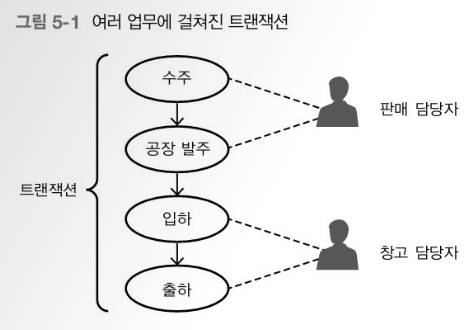 그림 5-1 여러 업무에 걸쳐진 트랜잭션
수주
판매 담당자
공장 발주
트랜잭션
입하
창고 담당자
출하